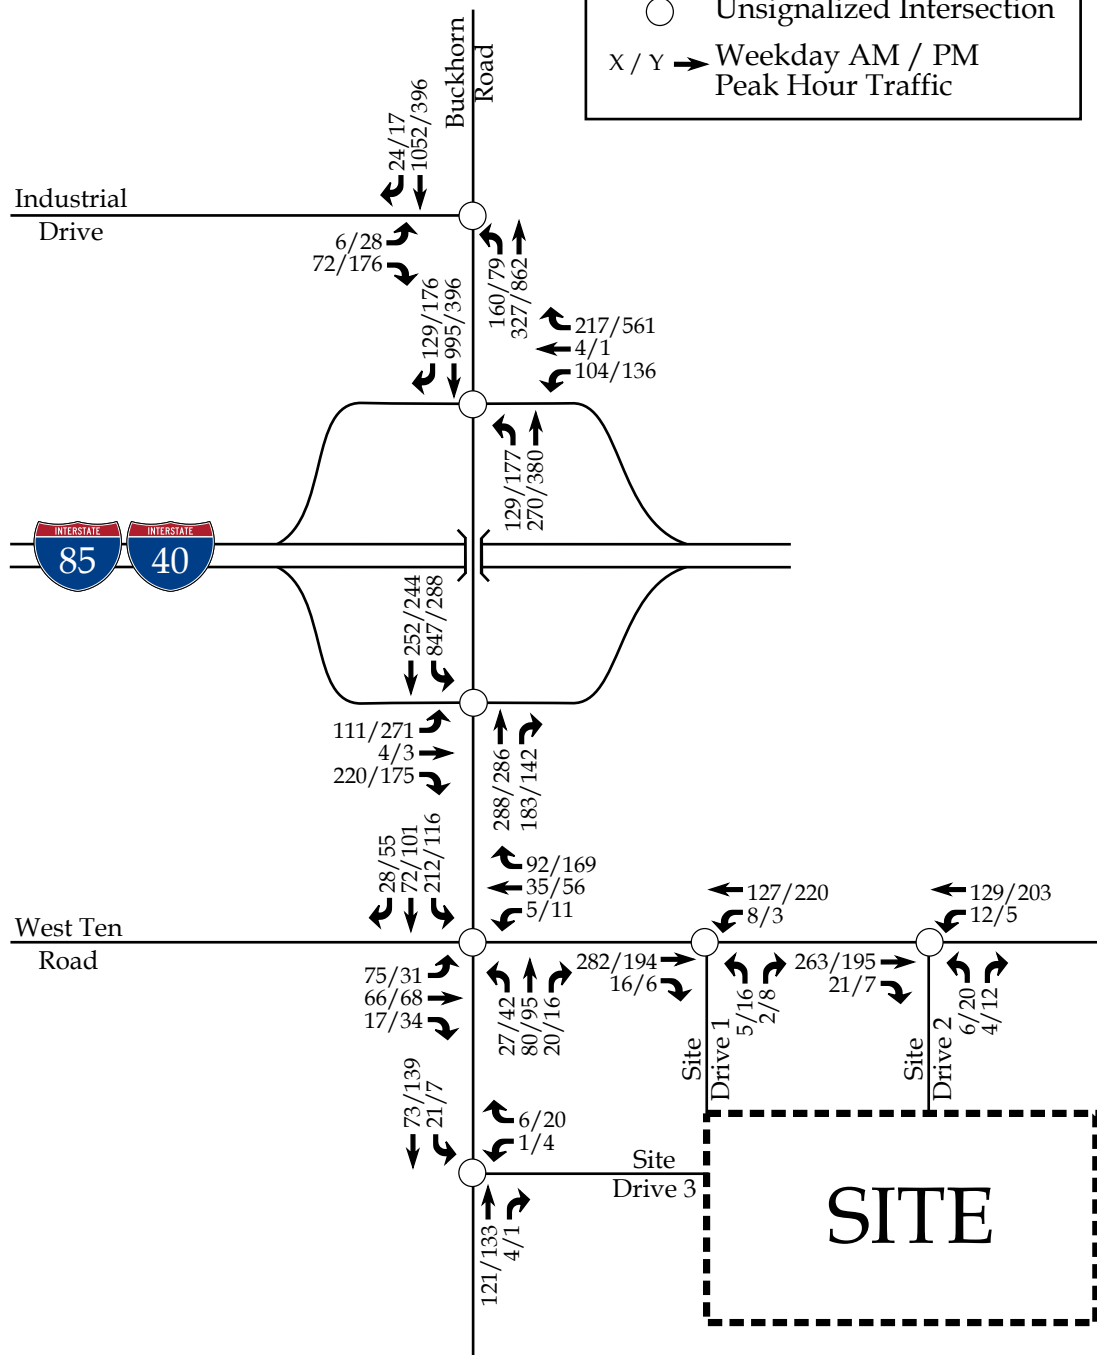 Unsignalized Intersection
X / Y Weekday AM / PM
Peak Hour Traffic
Buckhorn
Road
24/17
1052/396
Industrial
Drive
6/28
72/176
160/79
327/862
129/176
995/396
217/561
4/1
104/136
129/177
270/380
INTERSTATE
85
INTERSTATE
40
252/244
847/288
111/271
4/3
220/175
288/286
183/142
28/55
72/101
212/116
92/169
35/56
5/11
West Ten
Road
75/31
66/68
17/34
27/42
80/95
20/16
127/220
8/3
282/194
16/6
5/16
2/8
129/203
12/5
263/195
21/7
6/20
4/12
Site
Drive 1
Site
Drive 2
73/139
21/7
6/20
1/4
Site
Drive 3
121/133
4/1
SITE